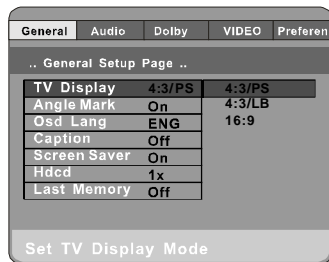 General Audio Dolby VIDEO Preferen
.. General Setup Page ..
TV Display 4:3/PS 4:3/PS
Angle Mark On 4:3/LB
Osd Lang ENG 16:9
Caption Off
Screen Saver On
Hdcd 1x
Last Memory Off
Set TV Display Mode